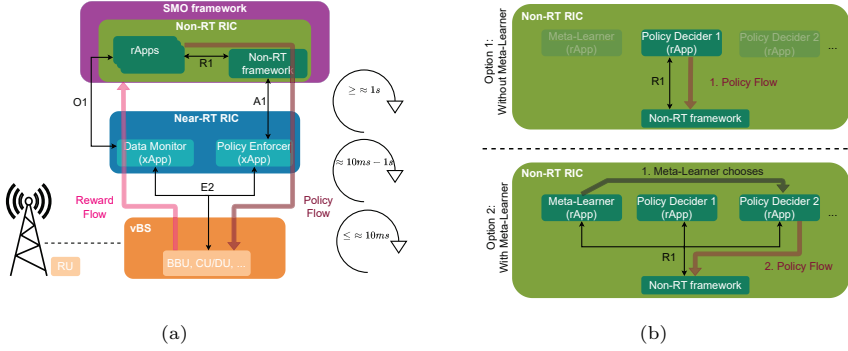 SMO framework
Non-RT RIC
rApps
R1
Non-RT
framework
O1
A1
≥≈ 1s
Near-RT RIC
Data Monitor
(xApp)
Policy Enforcer
(xApp)
≈ 10ms − 1s
E2
Reward
Flow
Policy
Flow
vBS
≤≈ 10ms
BBU, CU/DU, ...
RU
(a)
Option 1:
Without Meta-Learner
Non-RT RIC
Meta-Learner
(rApp)
Policy Decider 1
(rApp)
Policy Decider 2
(rApp)
...
R1
1. Policy Flow
Non-RT framework
Option 2:
With Meta-Learner
Non-RT RIC
1. Meta-Learner chooses
Meta-Learner
(rApp)
Policy Decider 1
(rApp)
Policy Decider 2
(rApp)
...
R1
2. Policy Flow
Non-RT framework
(b)